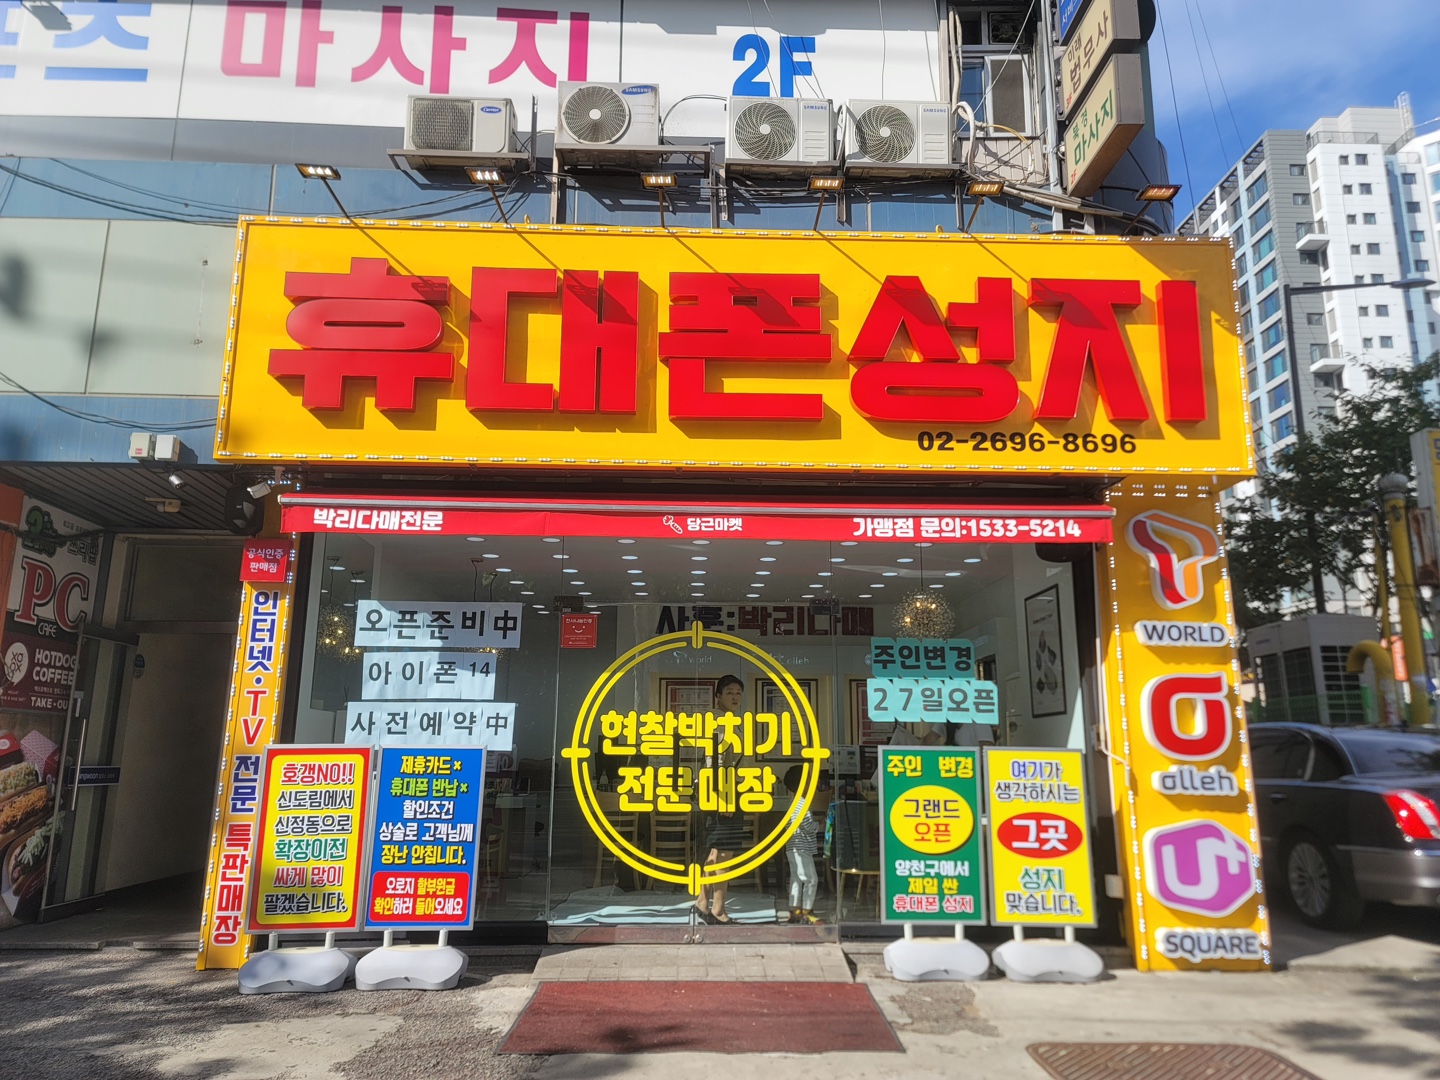 마사지
2F
Carrier
SAMSUNG
SAMSUNG
SAMSUNG
미래
법무사
북경
마사지
휴대폰성지
02-2696-8696
박리다매전문
당근마켓
가맹점 문의:1533-5214
공식인증
판매점
인터넷·TV 전문 특판매장
PC
CAFE
HOTDOG
COFFEE
TAKE-OUT
오픈준비中
아이폰 14
사전예약中
사훈:박리다매
주인변경
27일오픈
현찰박치기
전문매장
호갱NO!!
신도림에서
신정동으로
확장이전
싸게 많이
팔겠습니다.
제휴카드×
휴대폰 반납×
할인조건
상술로 고객님께
장난 안칩니다.
오로지 할부원금
확인하러 들어오세요
주인 변경
그랜드
오픈
양천구에서
제일 싼
휴대폰 성지
여기가
생각하시는
그곳
성지
맞습니다.
T
WORLD
olleh
U+
SQUARE